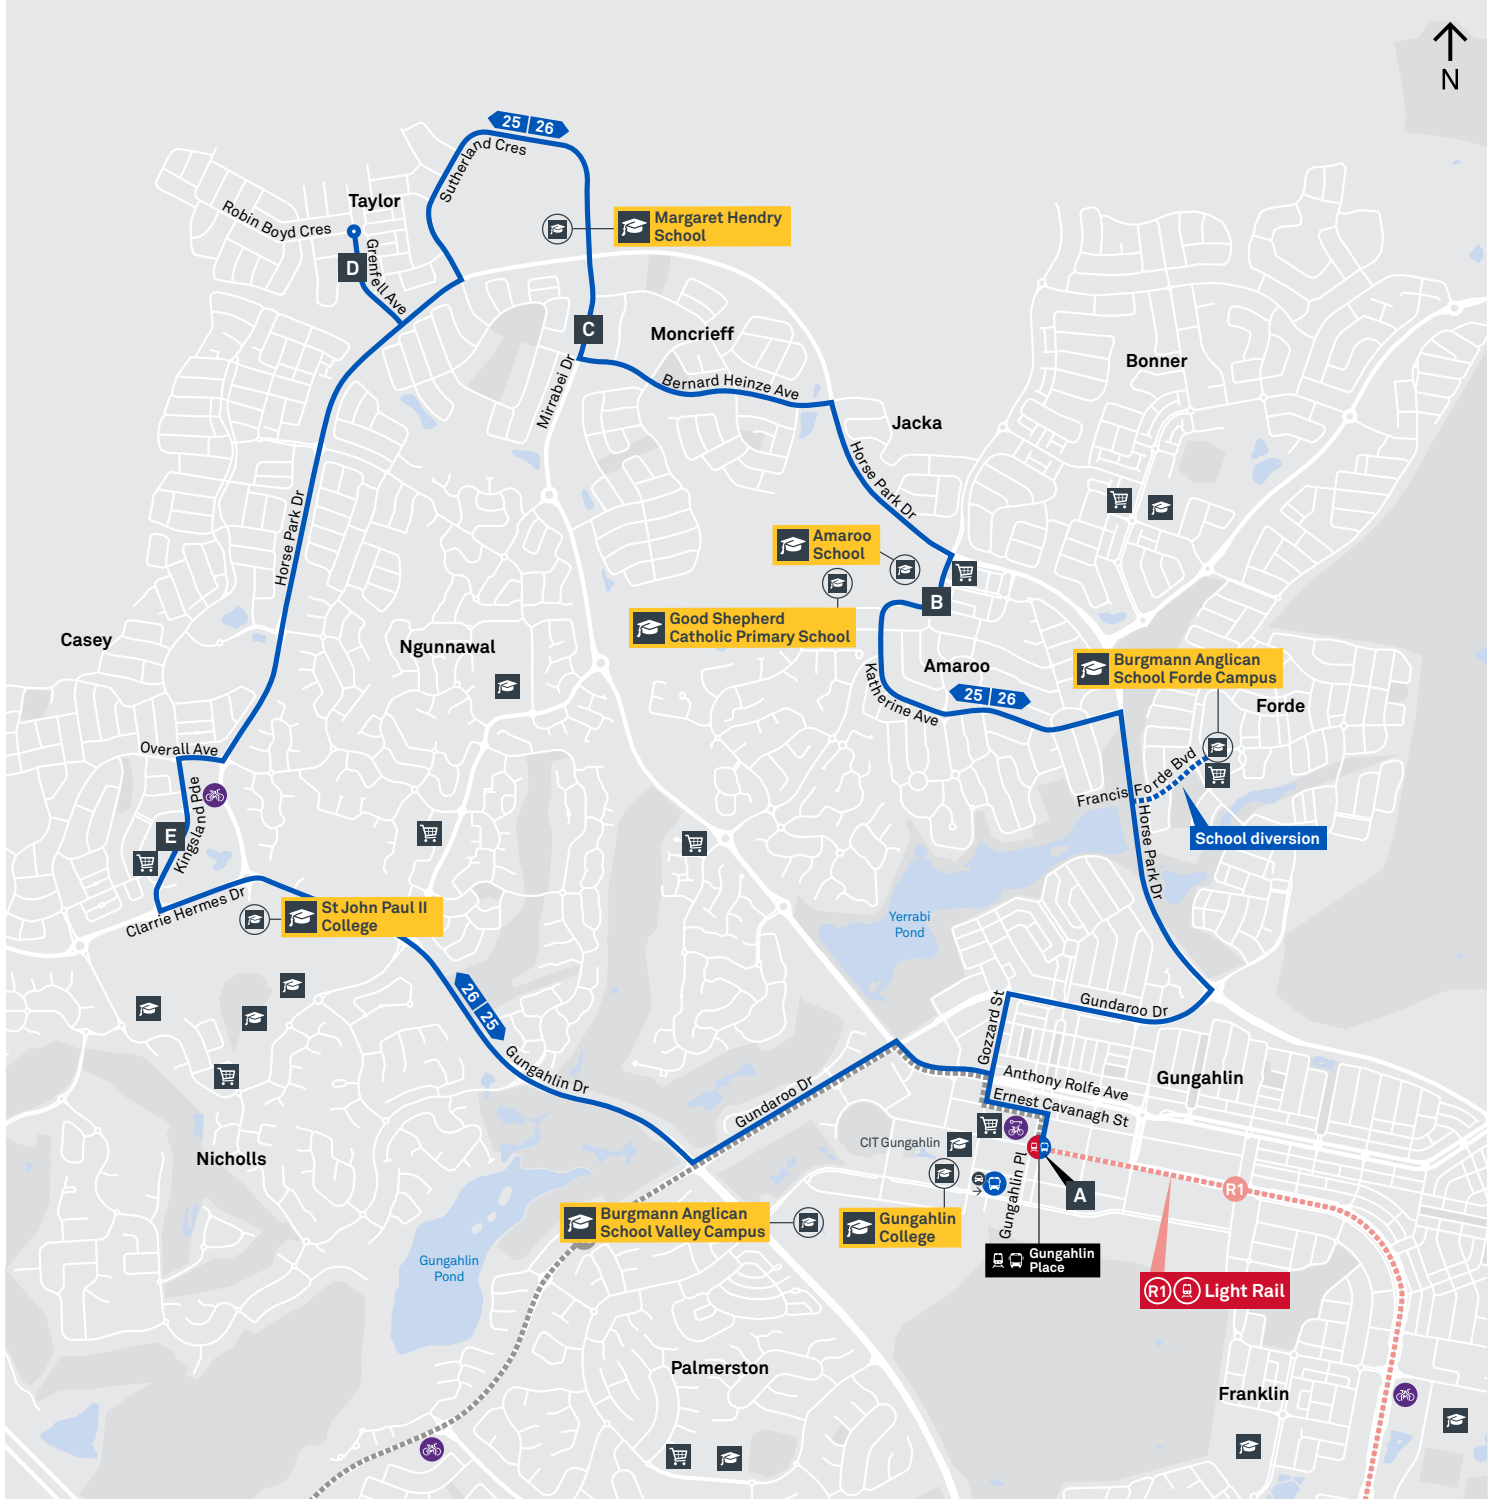 N
25 26
Sutherland Cres
Taylor
Robin Boyd Cres
Margaret Hendry
School
D
Grenfell Ave
C
Moncrieff
Mirrabei Dr
Bernard Heinze Ave
Bonner
Jacka
Horse Park Dr
Horse Park Dr
Amaroo
School
B
Good Shepherd
Catholic Primary School
Casey
Ngunnawal
Amaroo
Burgmann Anglican
School Forde Campus
Katherine Ave
25 26
Forde
Overall Ave
Kingsland Pde
Francis Forde Bvd
E
School diversion
Horse Park Dr
Clarrie Hermes Dr
St John Paul II
College
Yerrabi
Pond
26 25
Gozzard St
Gundaroo Dr
Gungahlin Dr
Gundaroo Dr
Anthony Rolfe Ave
Gungahlin
Ernest Cavanagh St
CIT Gungahlin
Nicholls
Gungahlin Pl
A
R1
Burgmann Anglican
School Valley Campus
Gungahlin
College
Gungahlin
Place
Gungahlin
Pond
R1 Light Rail
Palmerston
Franklin